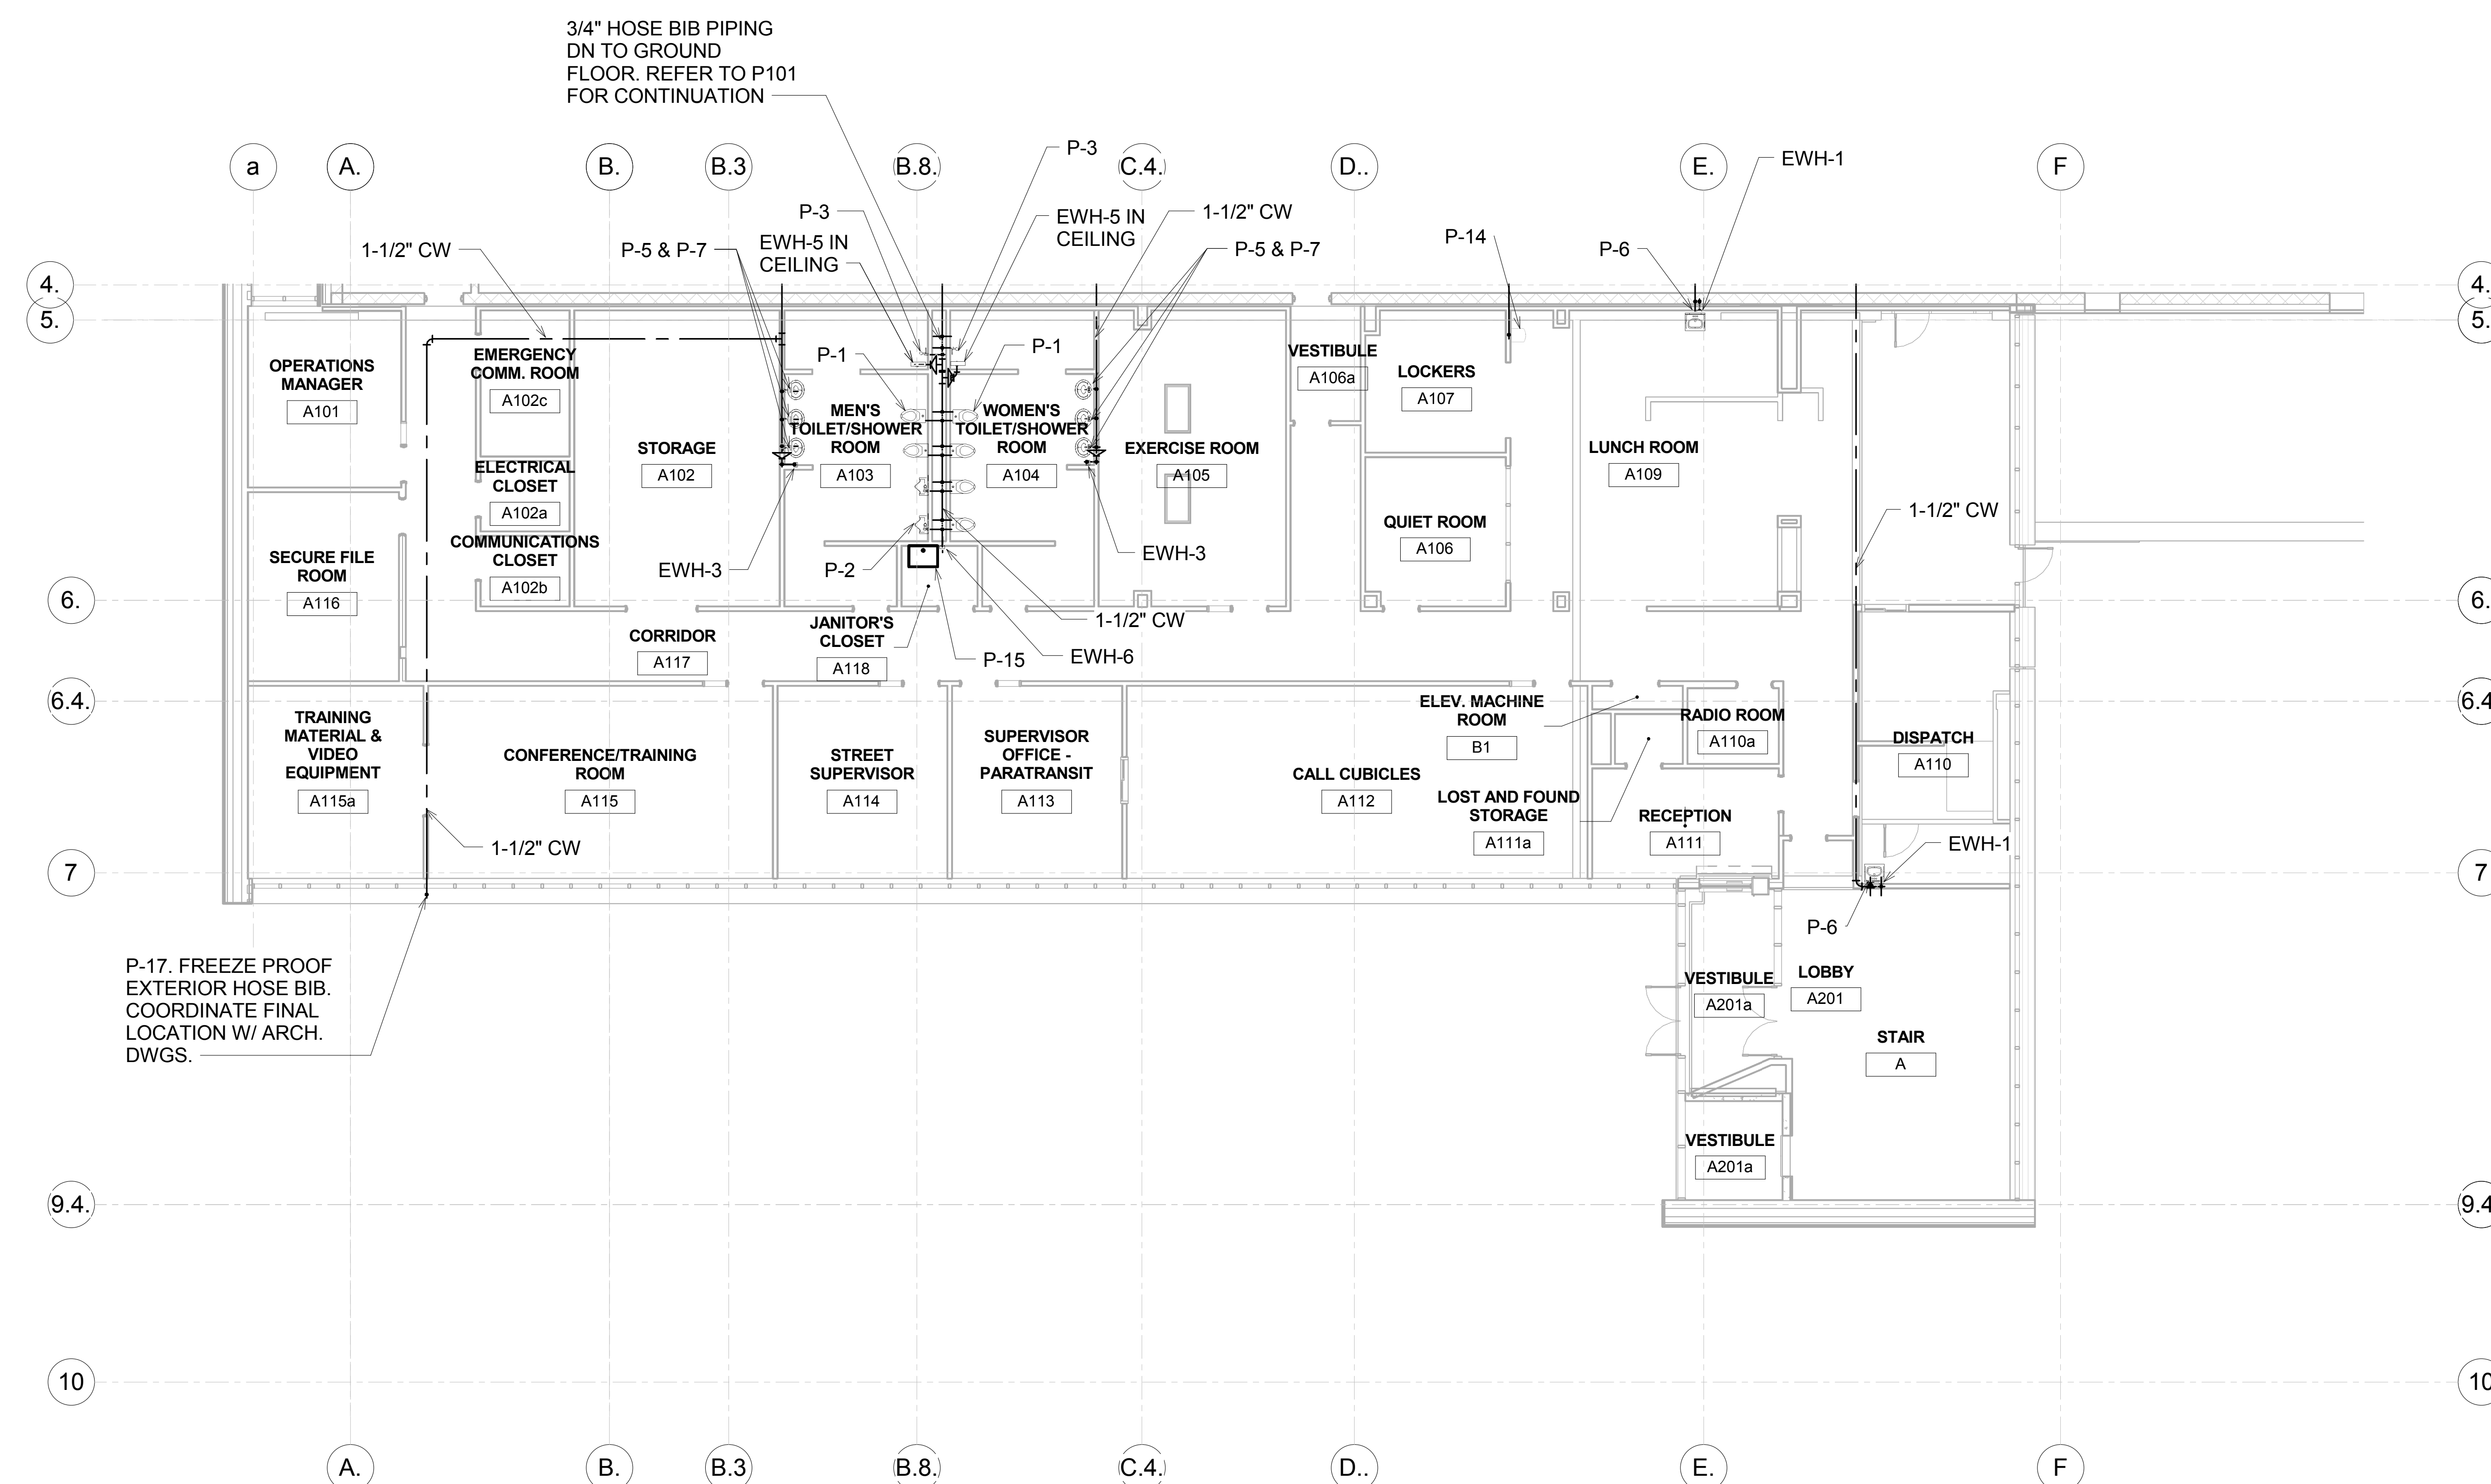 3/4" HOSE BIB PIPING
DN TO GROUND
FLOOR. REFER TO P101
FOR CONTINUATION
a
A.
B.
B.3
B.8.
C.4.
D..
E.
F
P-3
EWH-1
P-3
EWH-5 IN
CEILING
1-1/2" CW
1-1/2" CW
P-5 & P-7
EWH-5 IN
CEILING
P-5 & P-7
P-14
P-6
4.
5.
4.
5.
P-1
P-1
OPERATIONS
MANAGER
A101
EMERGENCY
COMM. ROOM
A102c
STORAGE
A102
MEN'S
TOILET/SHOWER
ROOM
A103
WOMEN'S
TOILET/SHOWER
ROOM
A104
EXERCISE ROOM
A105
VESTIBULE
A106a
LOCKERS
A107
LUNCH ROOM
A109
ELECTRICAL
CLOSET
A102a
COMMUNICATIONS
CLOSET
A102b
SECURE FILE
ROOM
A116
QUIET ROOM
A106
1-1/2" CW
EWH-3
P-2
EWH-3
6.
6.
CORRIDOR
A117
JANITOR'S
CLOSET
A118
1-1/2" CW
P-15
EWH-6
6.4.
6.4
TRAINING
MATERIAL &
VIDEO
EQUIPMENT
A115a
CONFERENCE/TRAINING
ROOM
A115
STREET
SUPERVISOR
A114
SUPERVISOR
OFFICE -
PARATRANSIT
A113
CALL CUBICLES
A112
ELEV. MACHINE
ROOM
B1
RADIO ROOM
A110a
DISPATCH
A110
LOST AND FOUND
STORAGE
A111a
RECEPTION
A111
1-1/2" CW
EWH-1
7
7
P-6
P-17. FREEZE PROOF
EXTERIOR HOSE BIB.
COORDINATE FINAL
LOCATION W/ ARCH.
DWGS.
VESTIBULE
A201a
LOBBY
A201
STAIR
A
VESTIBULE
A201a
9.4.
9.4
10
10
A.
B.
B.3
B.8.
C.4.
D..
E.
F